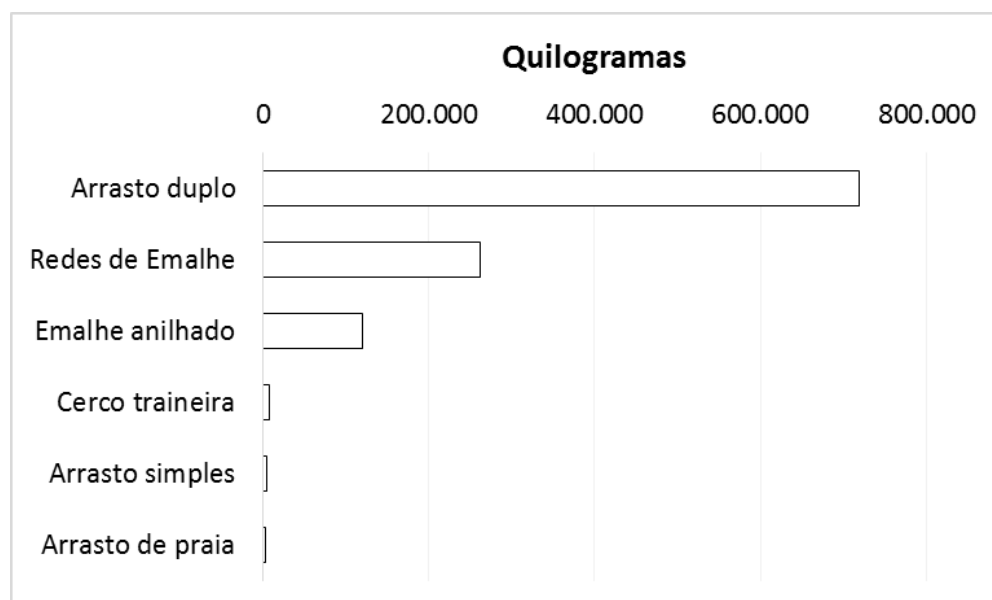 Quilogramas
0 200.000 400.000 600.000 800.000
Arrasto duplo
Redes de Emalhe
Emalhe anilhado
Cerco traineira
Arrasto simples
Arrasto de praia